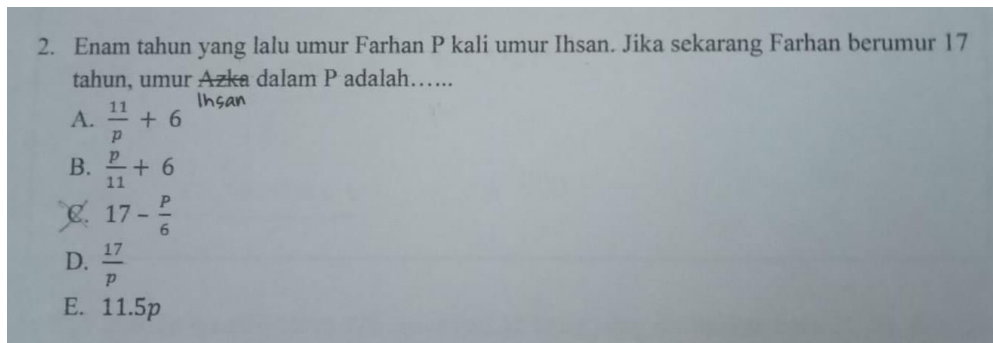 2. Enam tahun yang lalu umur Farhan P kali umur Ihsan. Jika sekarang Farhan berumur 17
tahun, umur Azka dalam P adalah......
Ihsan
A. 11/p + 6
B. p/11 + 6
C. 17 - P/6
D. 17/p
E. 11.5p